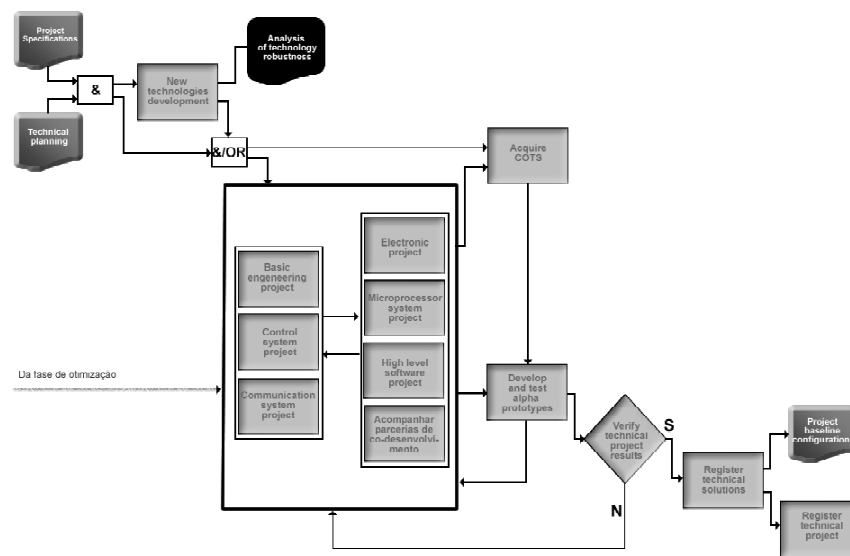 Project
Specifications
Analysis
of technology
robustness
New
technologies
development
&
Technical
planning
&/OR
Acquire
COTS
Electronic
project
Basic
engeneering
project
Microprocessor
system
project
Control
system
project
High level
software
project
Da fase de otimização
Communication
system
project
Acompanhar
parcerias de
co-desenvolvi-
mento
Develop
and test
alpha
prototypes
Verify
technical
project
results
S
N
Project
baseline
configuration
Register
technical
solutions
Register
technical
project